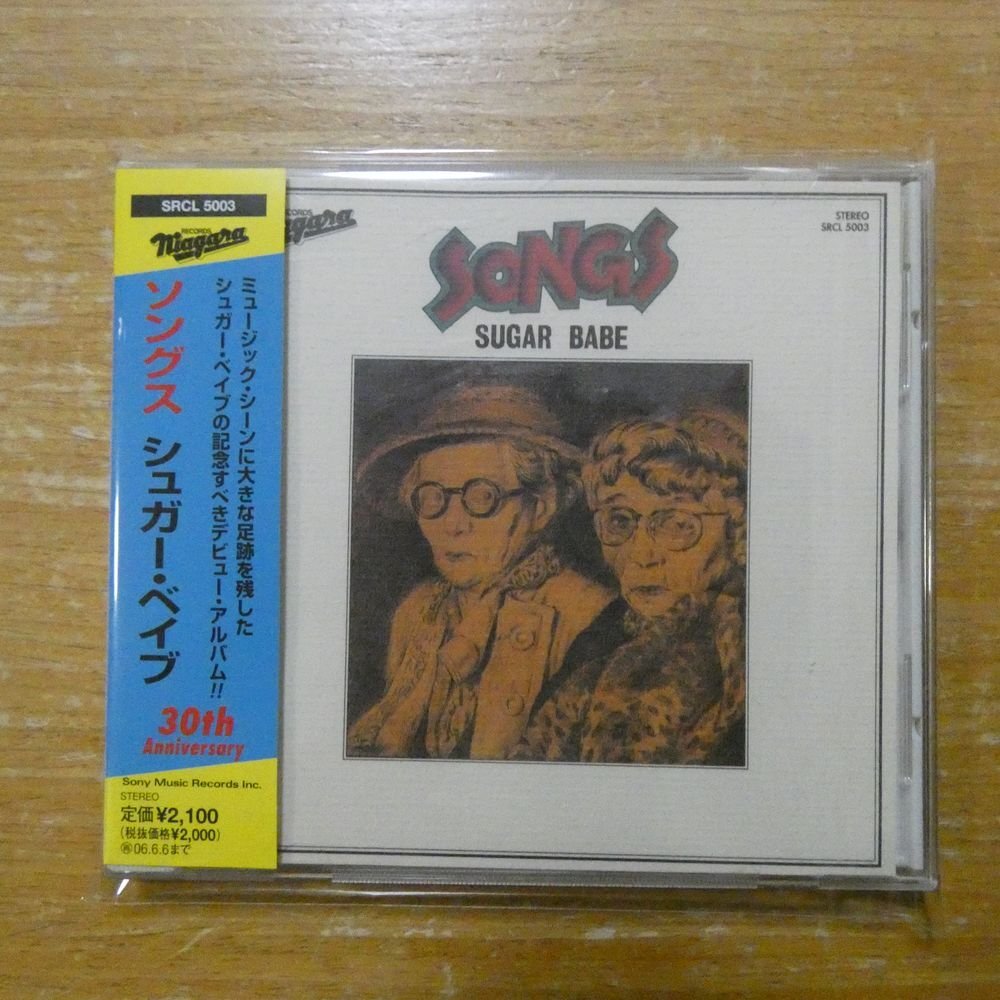 SRCL 5003
RECORDS
Niagara
ミュージック・シーンに大きな足跡を残した
シュガー・ベイブの記念すべきデビュー・アルバム!!
ソングス シュガー・ベイブ
30th
Anniversary
Sony Music Records Inc.
STEREO
定価¥2,100
(税抜価格¥2,000)
06.6.6まで
RECORDS
Niagara
STEREO
SRCL 5003
SONGS
SUGAR BABE